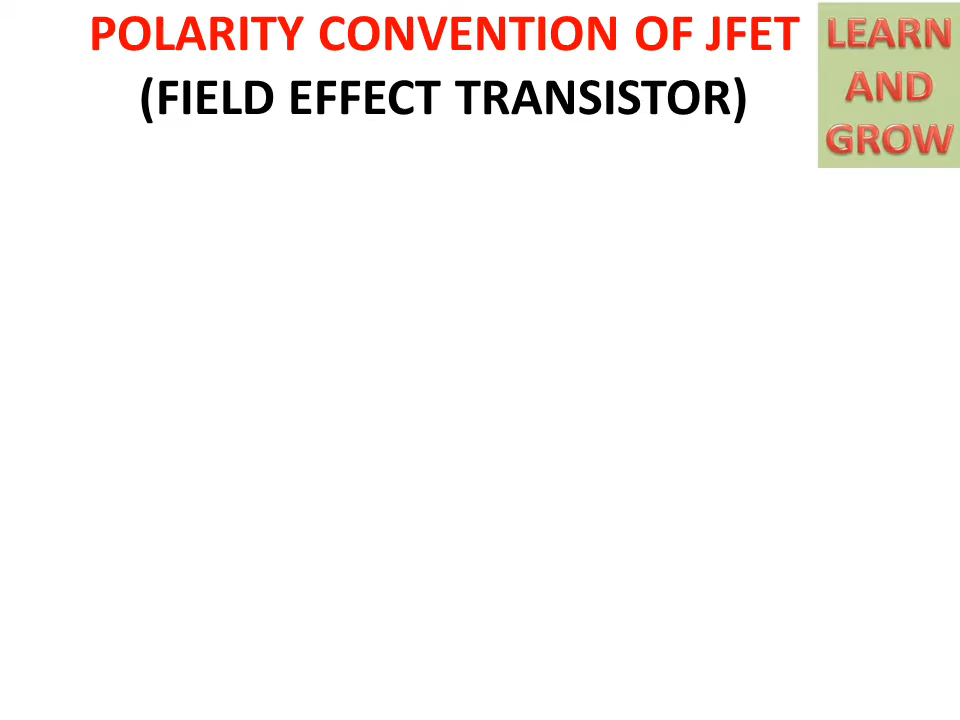 POLARITY CONVENTION OF JFET
(FIELD EFFECT TRANSISTOR)
LEARN
AND
GROW